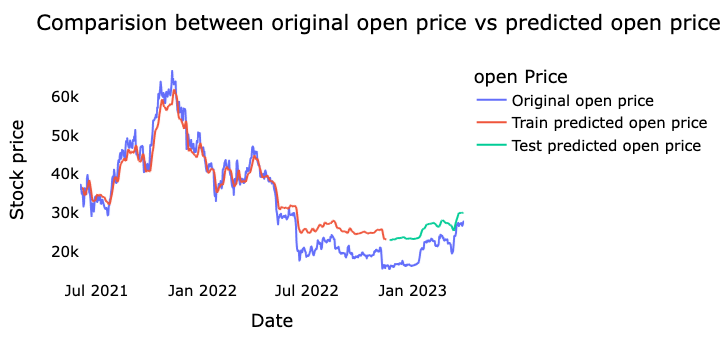 Comparision between original open price vs predicted open price
open Price
Original open price
Train predicted open price
Test predicted open price
Stock price
60k
50k
40k
30k
20k
Jul 2021
Jan 2022
Jul 2022
Jan 2023
Date